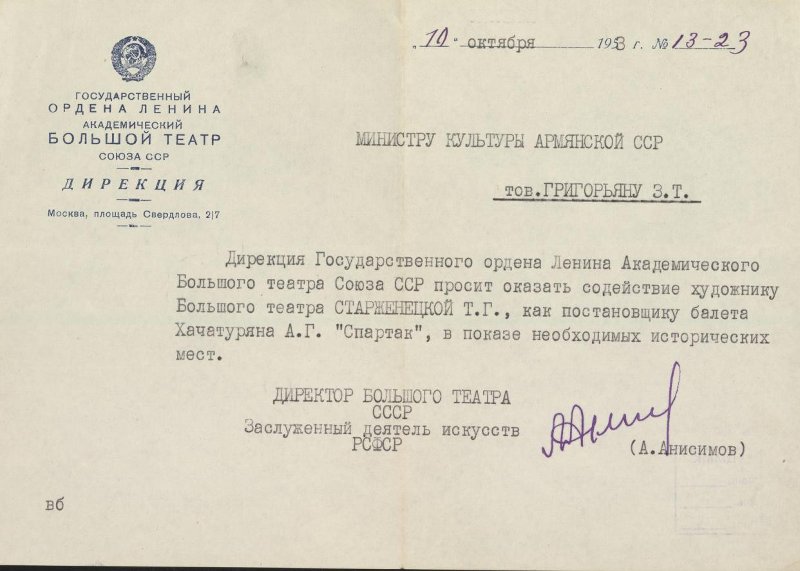 „10" октября 1953 г. № 13-23
ГОСУДАРСТВЕННЫЙ
ОРДЕНА ЛЕНИНА
АКАДЕМИЧЕСКИЙ
БОЛЬШОЙ ТЕАТР
СОЮЗА ССР
ДИРЕКЦИЯ
Москва, площадь Свердлова, 2/7
МИНИСТРУ КУЛЬТУРЫ АРМЯНСКОЙ ССР
тов.ГРИГОРЬЯНУ З.Т.
Дирекция Государственного ордена Ленина Академического
Большого театра Союза ССР просит оказать содействие художнику
Большого театра СТАРЖЕНЕЦКОЙ Т.Г., как постановщику балета
Хачатуряна А.Г. "Спартак", в показе необходимых исторических
мест.
ДИРЕКТОР БОЛЬШОГО ТЕАТРА
СССР
Заслуженный деятель искусств
РСФСР
(А.Анисимов)
вб